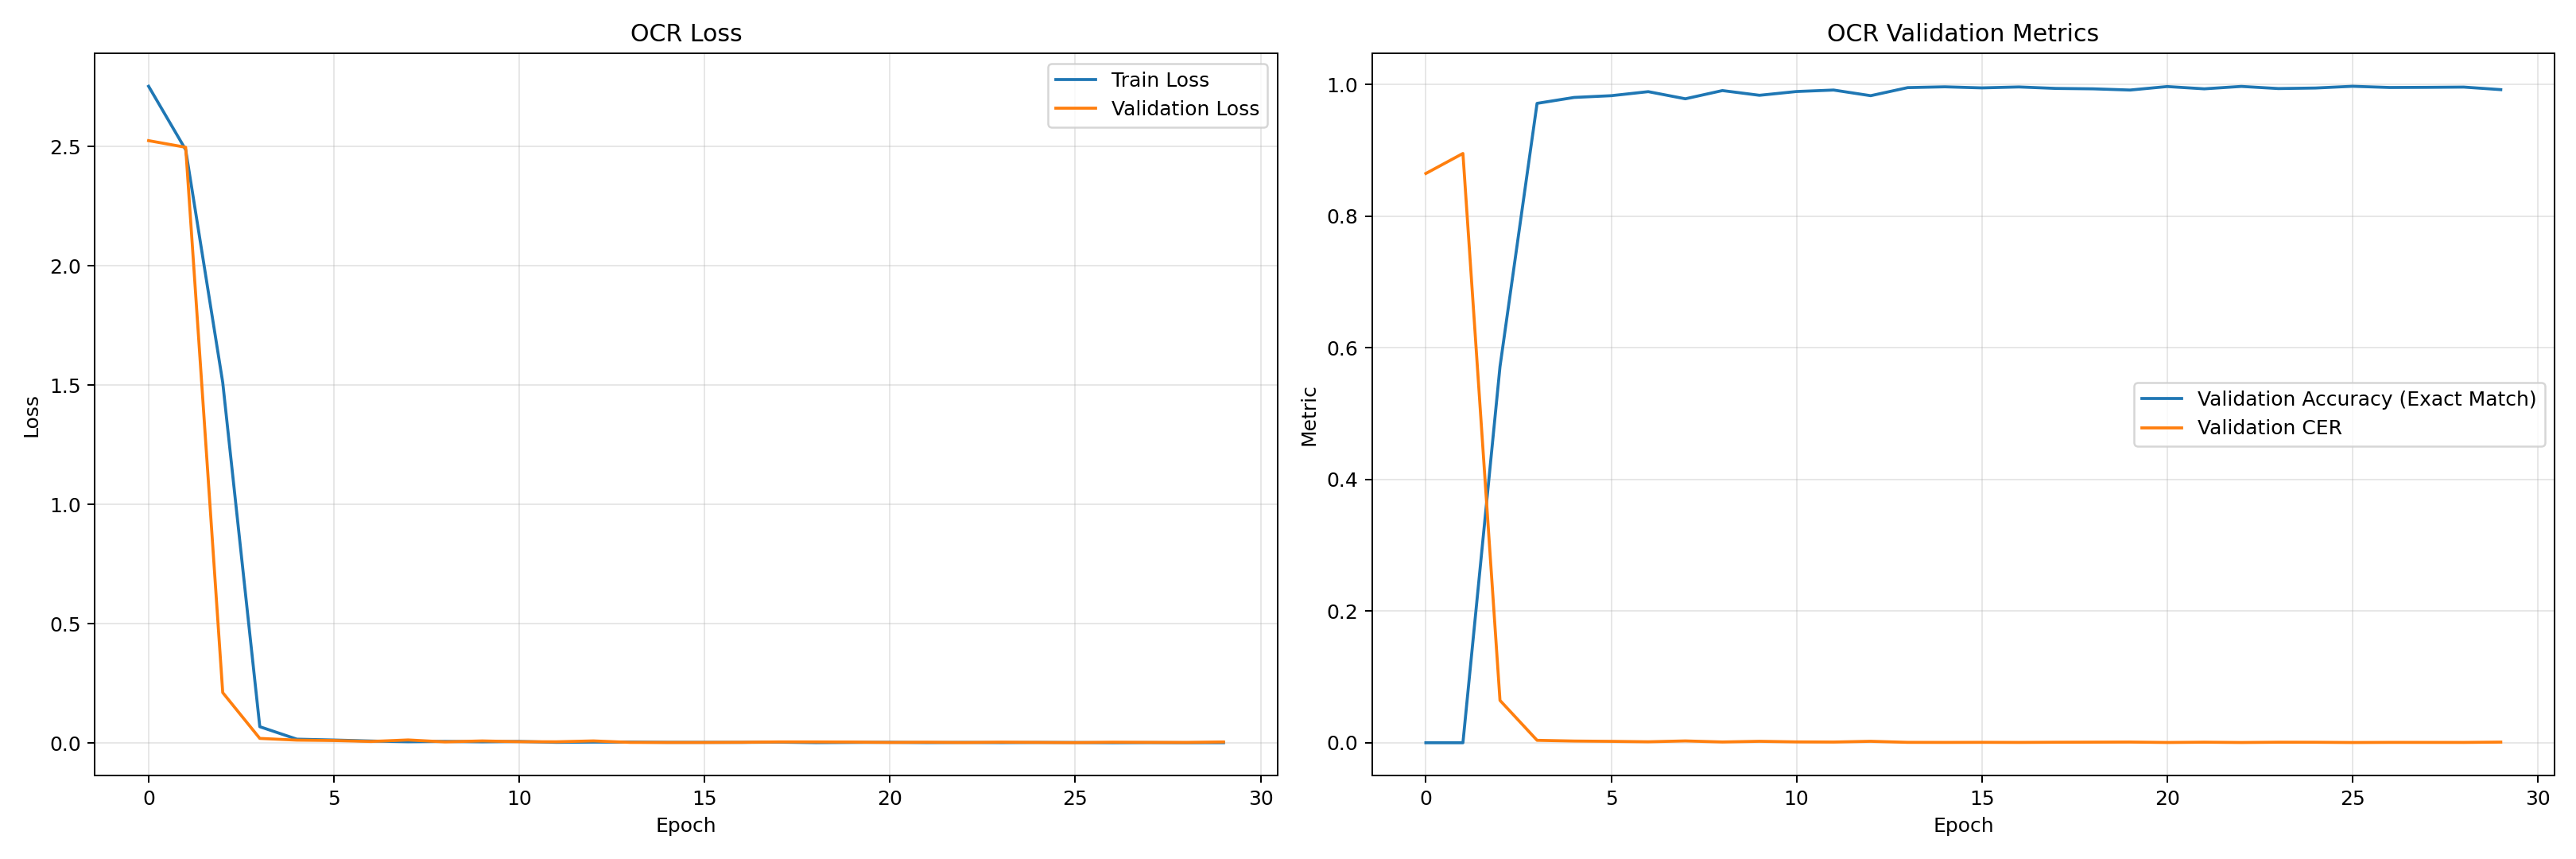 OCR Loss
Train Loss
Validation Loss
2.5
2.0
1.5
1.0
0.5
0.0
Loss
0 5 10 15 20 25 30
Epoch
OCR Validation Metrics
1.0
0.8
0.6
0.4
0.2
0.0
Metric
Validation Accuracy (Exact Match)
Validation CER
0 5 10 15 20 25 30
Epoch